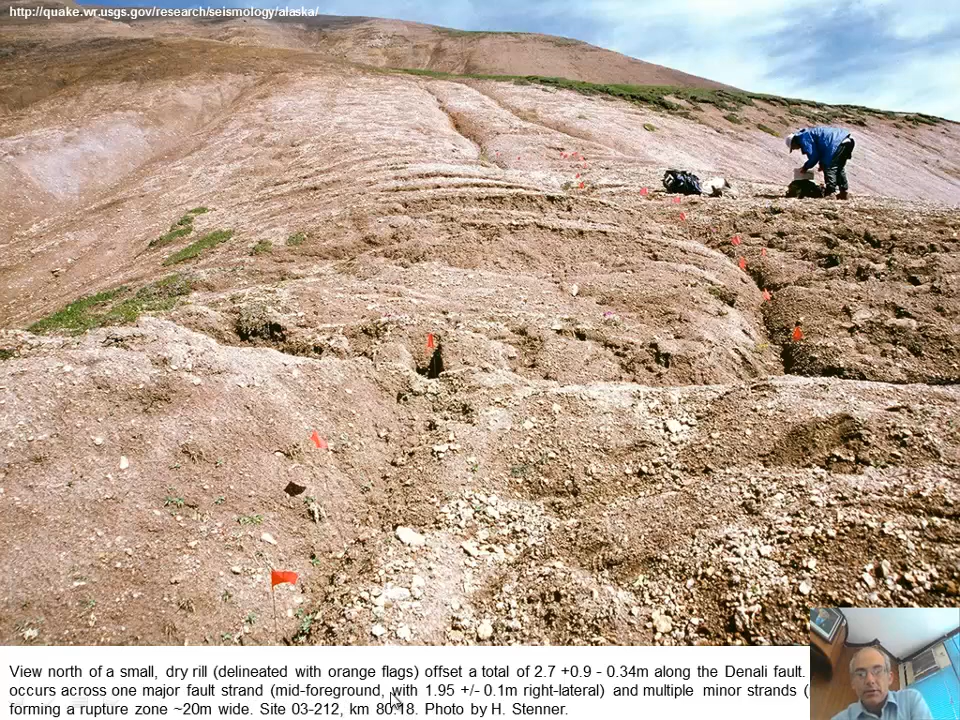 http://quake.wr.usgs.gov/research/seismology/alaska/
View north of a small, dry rill (delineated with orange flags) offset a total of 2.7 +0.9 - 0.34m along the Denali fault.
occurs across one major fault strand (mid-foreground, with 1.95 +/- 0.1m right-lateral) and multiple minor strands (
forming a rupture zone ~20m wide. Site 03-212, km 80.18. Photo by H. Stenner.